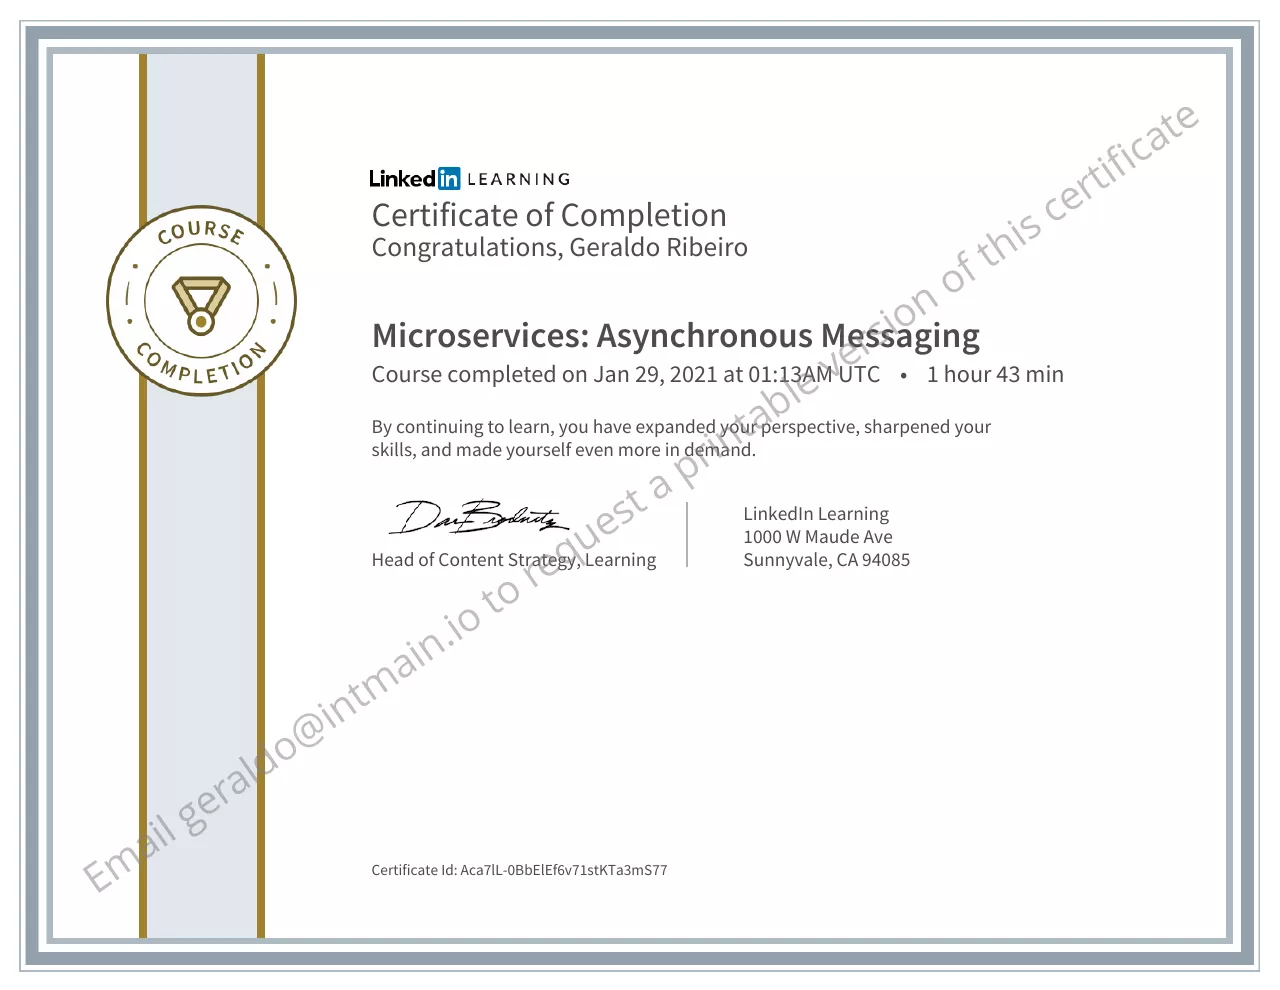 Linkedin LEARNING
Certificate of Completion
Congratulations, Geraldo Ribeiro
COURSE
COMPLETION
Microservices: Asynchronous Messaging
Course completed on Jan 29, 2021 at 01:13AM UTC • 1 hour 43 min
By continuing to learn, you have expanded your perspective, sharpened your
skills, and made yourself even more in demand.
Dan Brodnitz
Head of Content Strategy, Learning
LinkedIn Learning
1000 W Maude Ave
Sunnyvale, CA 94085
Email geraldo@intmain.io to request a printable version of this certificate
Certificate Id: Aca7lL-0BbElEf6v71stKTa3mS77